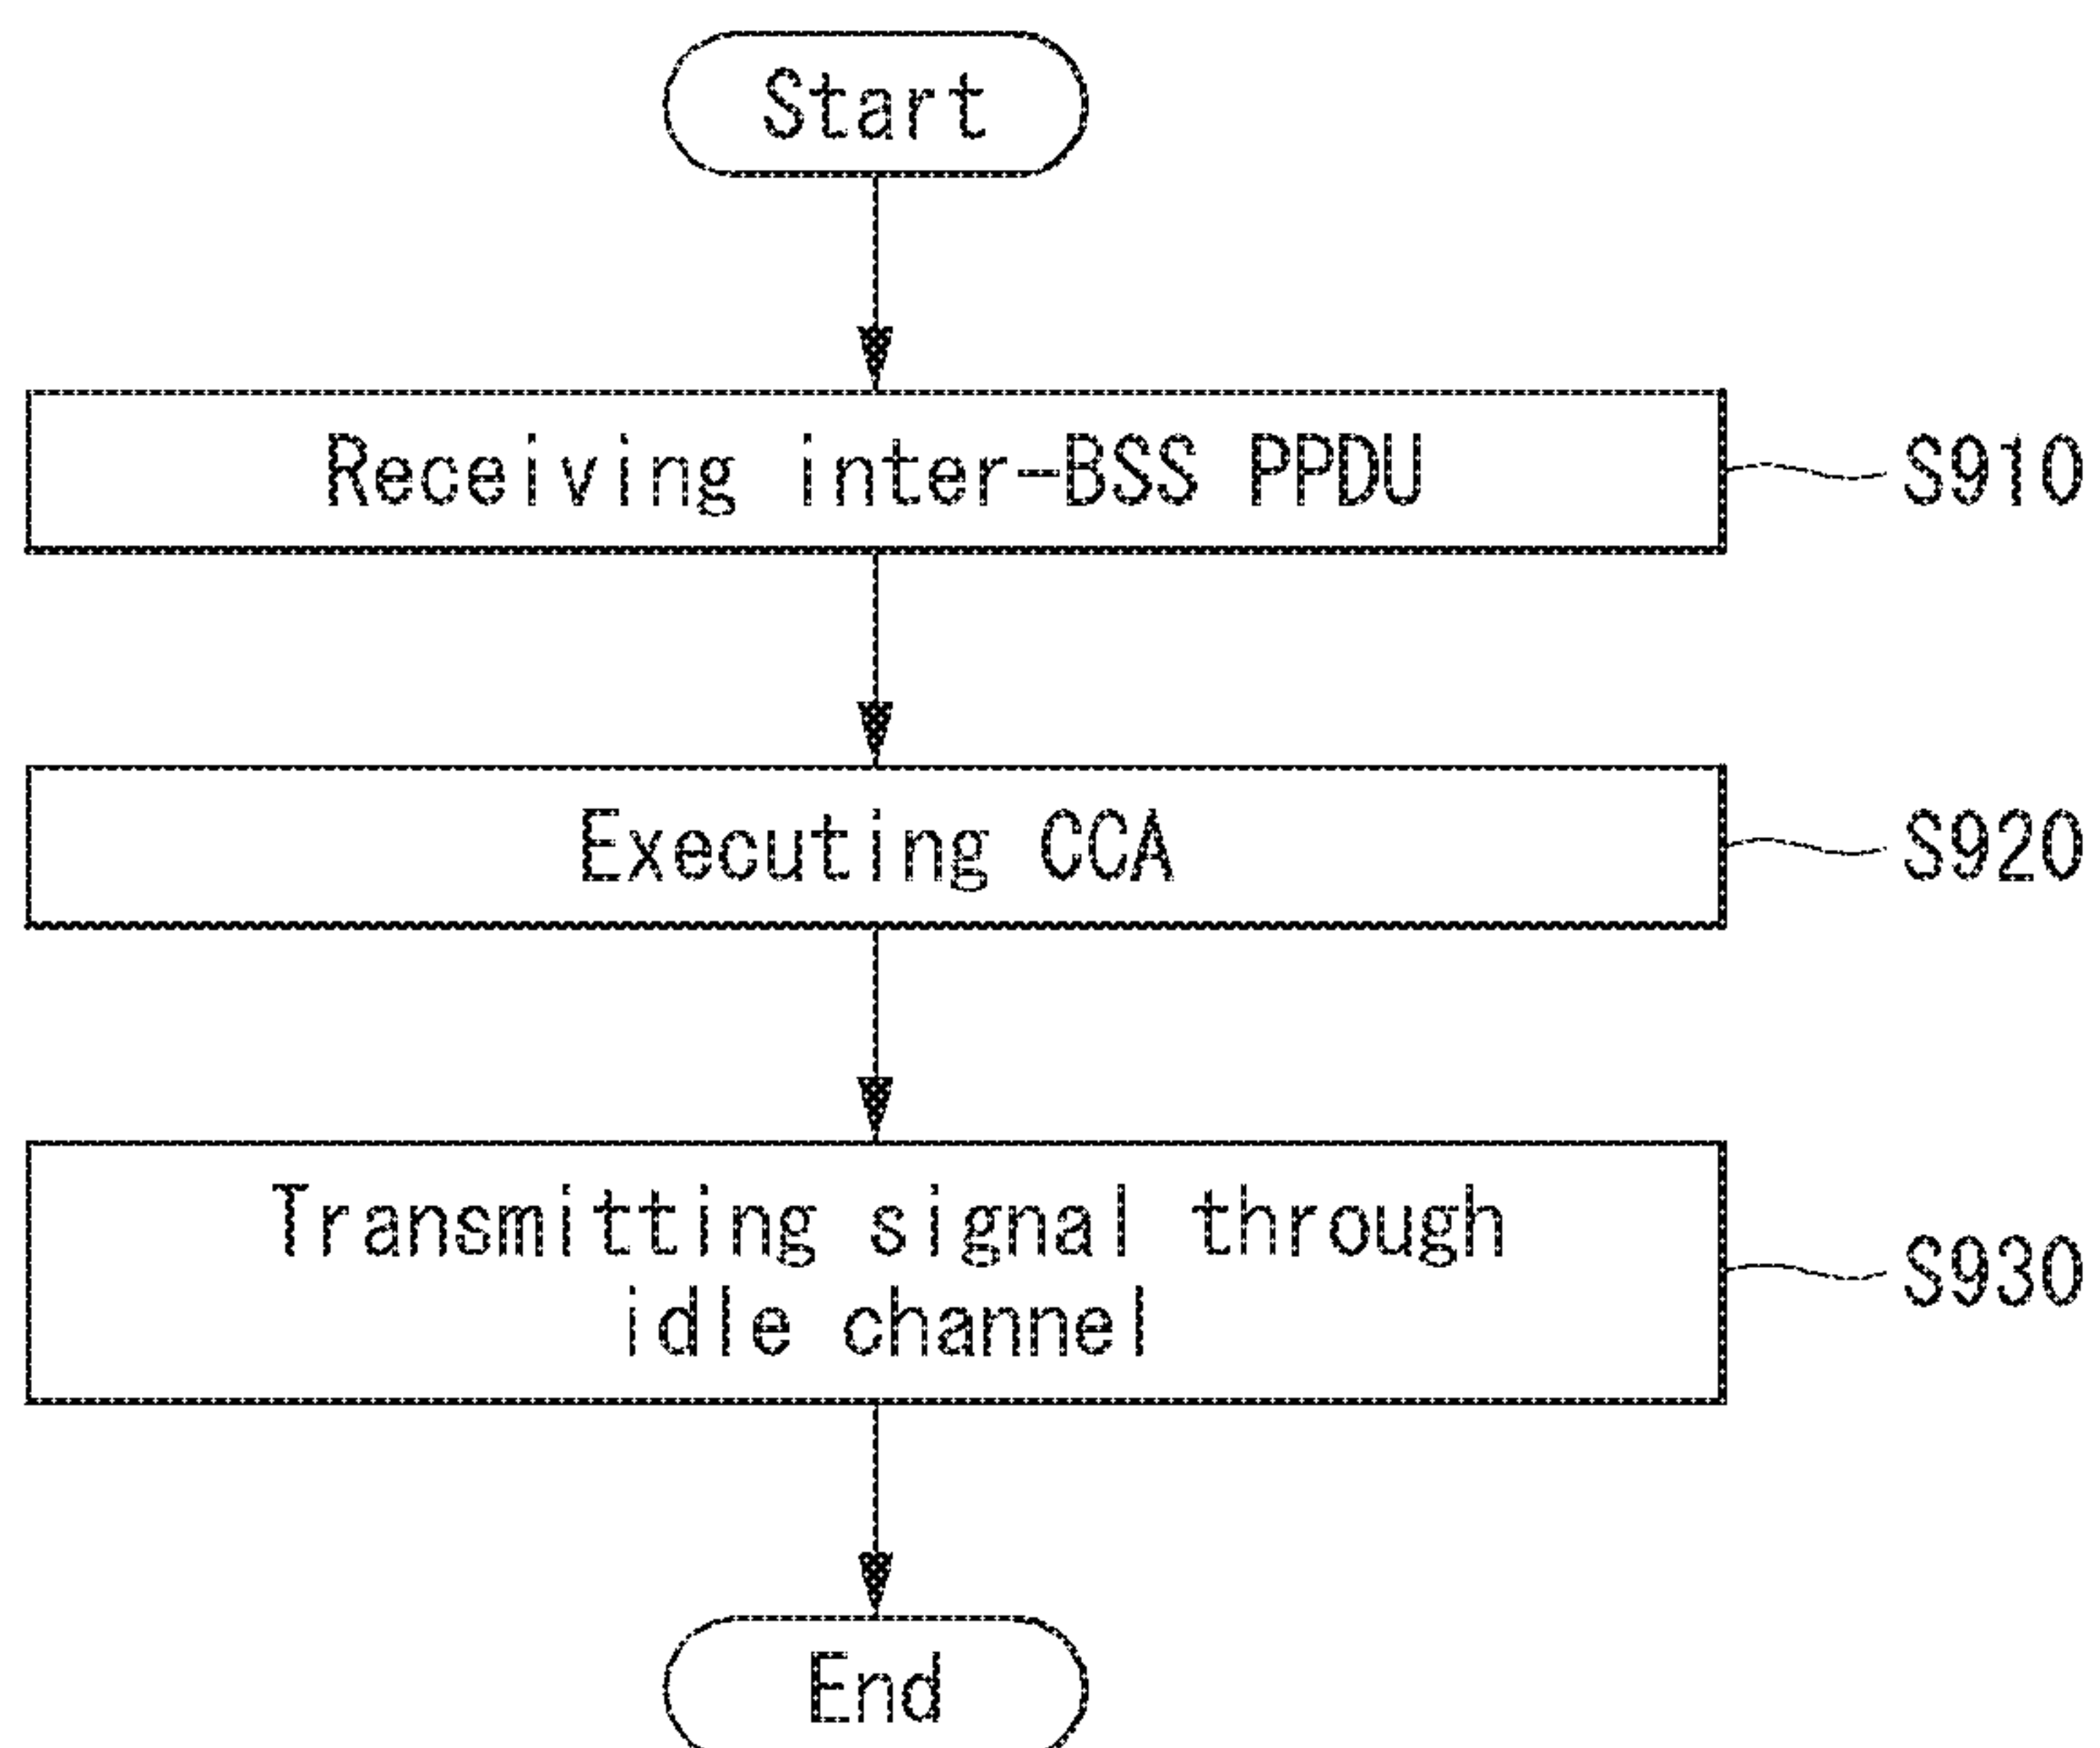 Start
Receiving inter-BSS PPDU
S910
Executing CCA
S920
Transmitting signal through
idle channel
S930
End